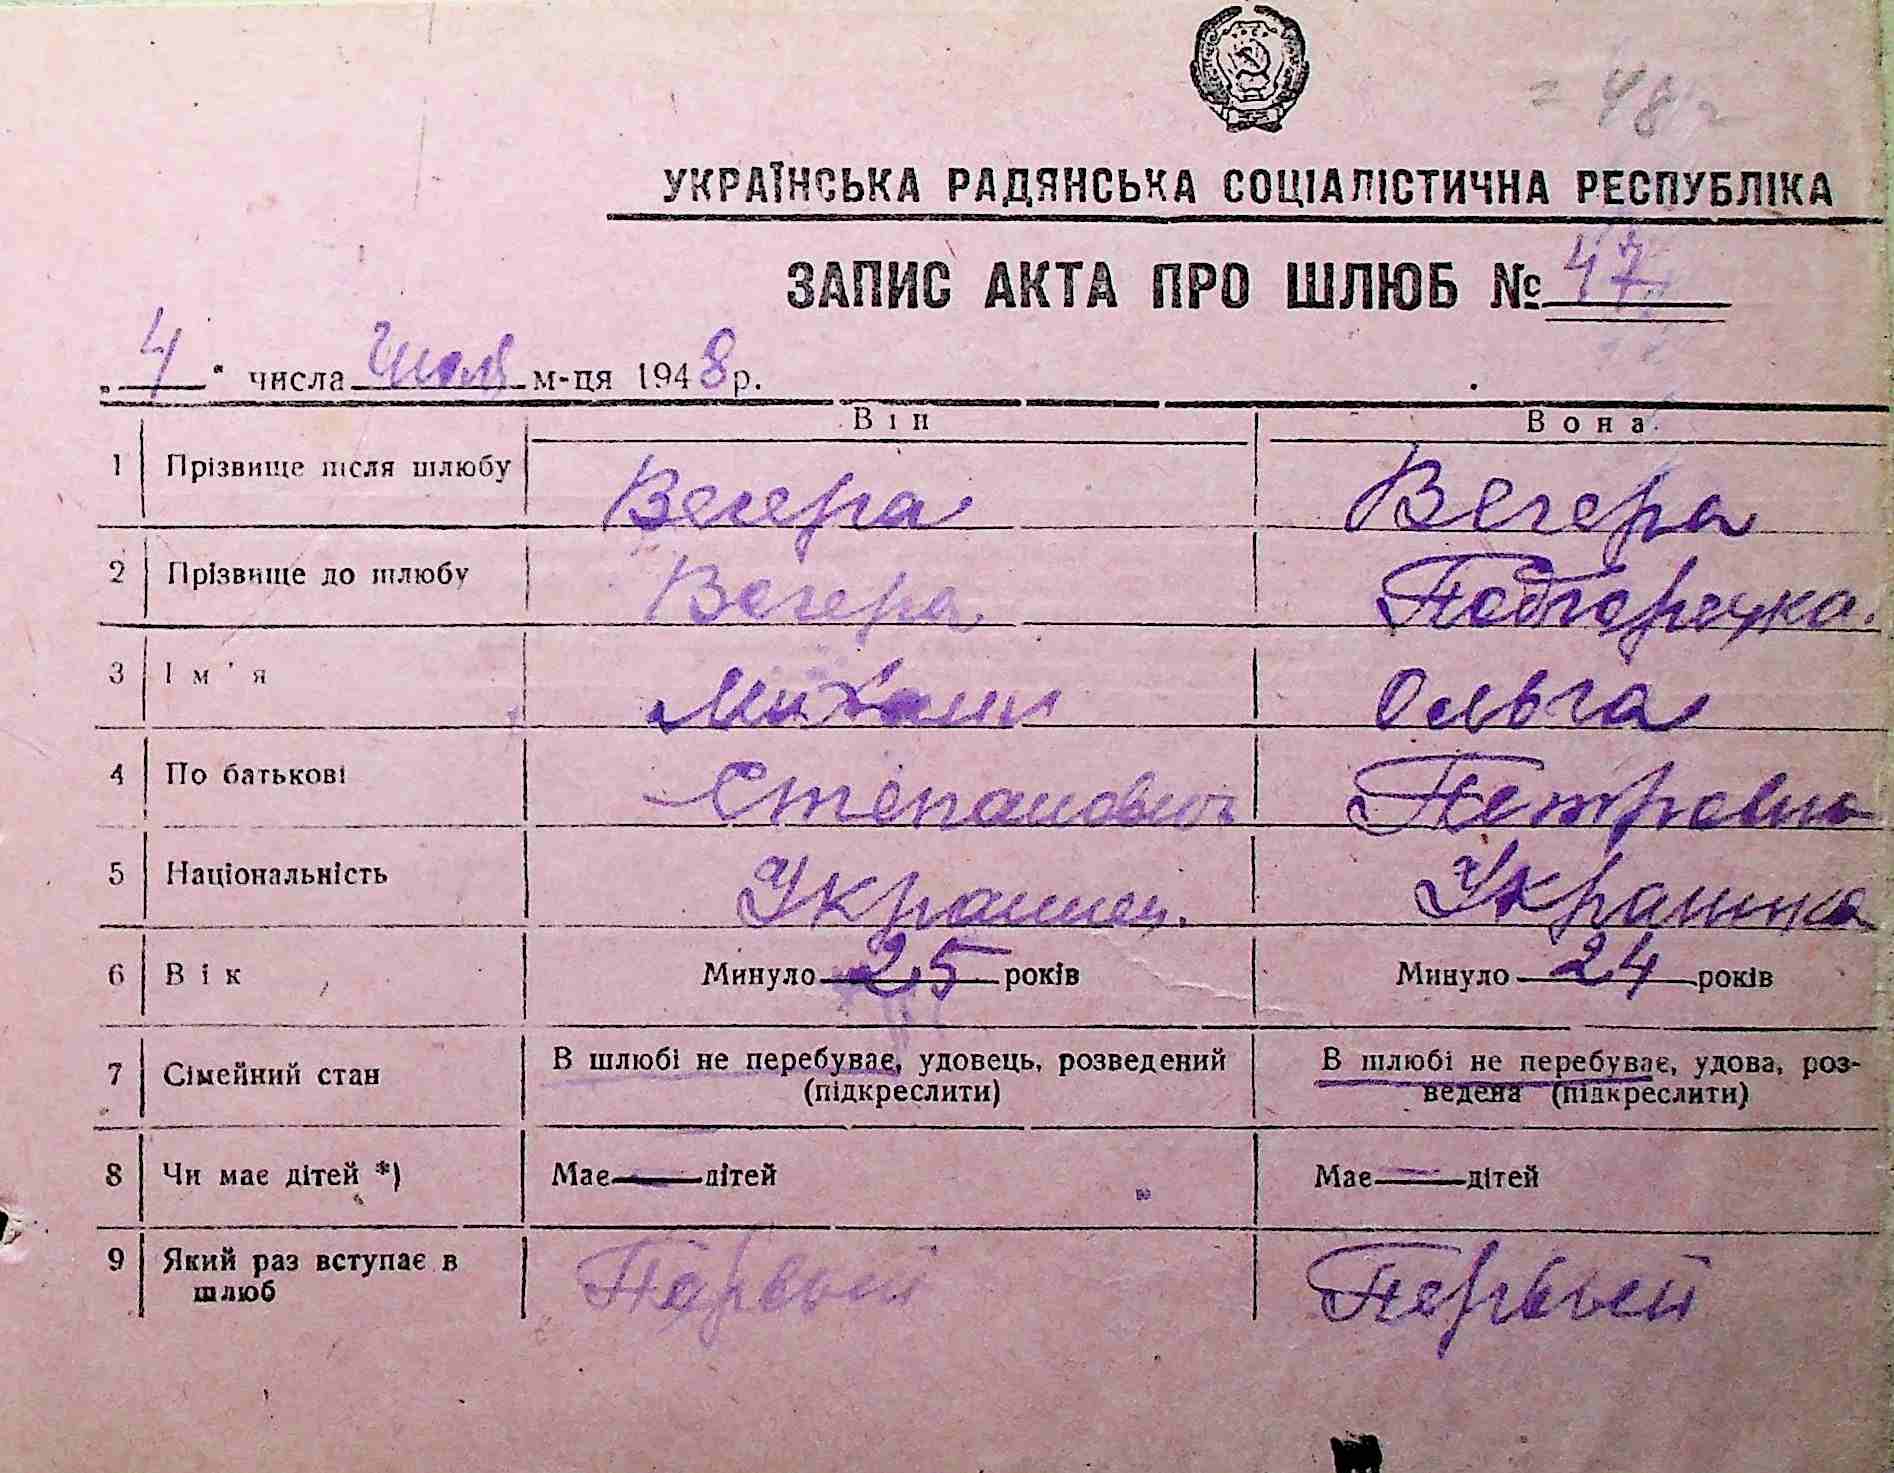 = 48 г
УКРАЇНСЬКА РАДЯНСЬКА СОЦІАЛІСТИЧНА РЕСПУБЛІКА
ЗАПИС АКТА ПРО ШЛЮБ № 47
„ 4 " числа Июля м-ця 1948 р.
Він Вона
1 Прізвище після шлюбу Вегера Вегера
2 Прізвище до шлюбу Вегера
3 Ім'я Михаил Ольга
4 По батькові Степанович Петровна
5 Національність Украинец. Украинка
6 Вік Минуло 25 років Минуло 24 років
7 Сімейний стан В шлюбі не перебуває, удовець, розведений (підкреслити) В шлюбі не перебуває, удова, роз-
ведена (підкреслити)
8 Чи має дітей *) Має — дітей Має — дітей
9 Який раз вступає в шлюб Первый Первый